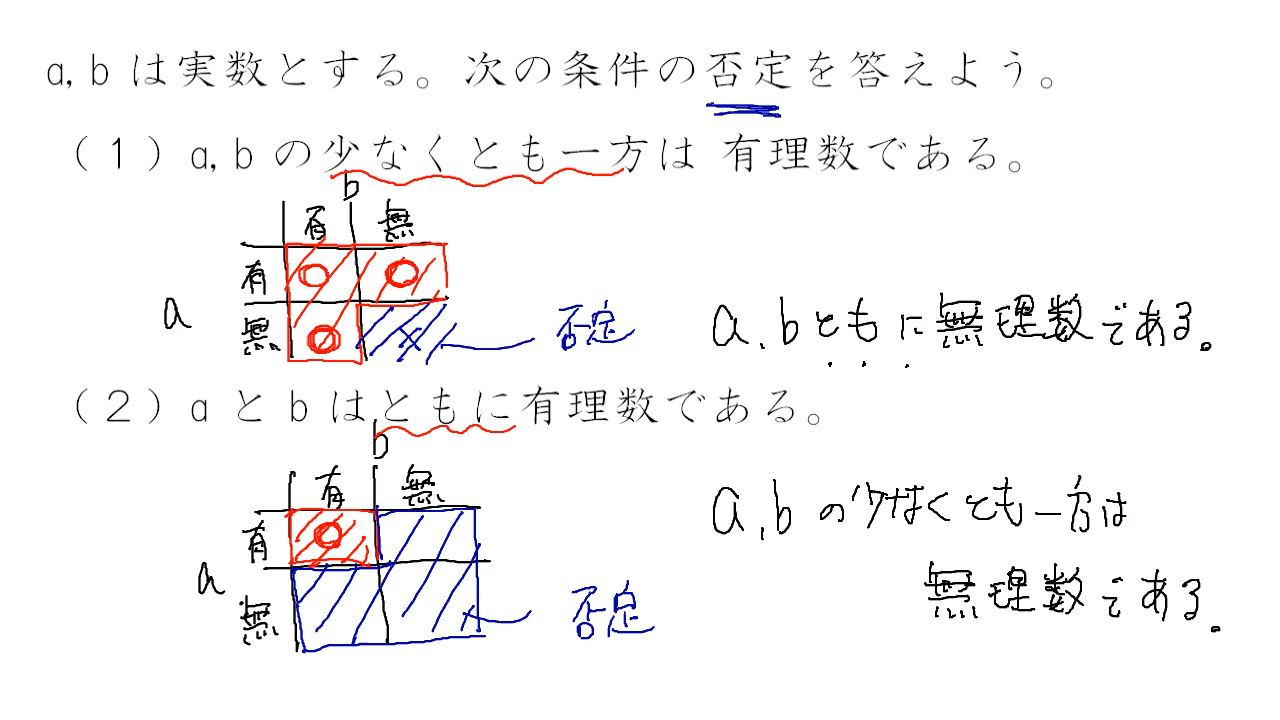 a,b は実数とする。次の条件の否定を答えよう。
（１）a,b の少なくとも一方は 有理数である。
b
有 無
有
a 無
否定
a,bともに無理数である。
（２）a と b はともに有理数である。
b
有 無
有
a
無
否定
a,bの少なくとも一方は
無理数である。